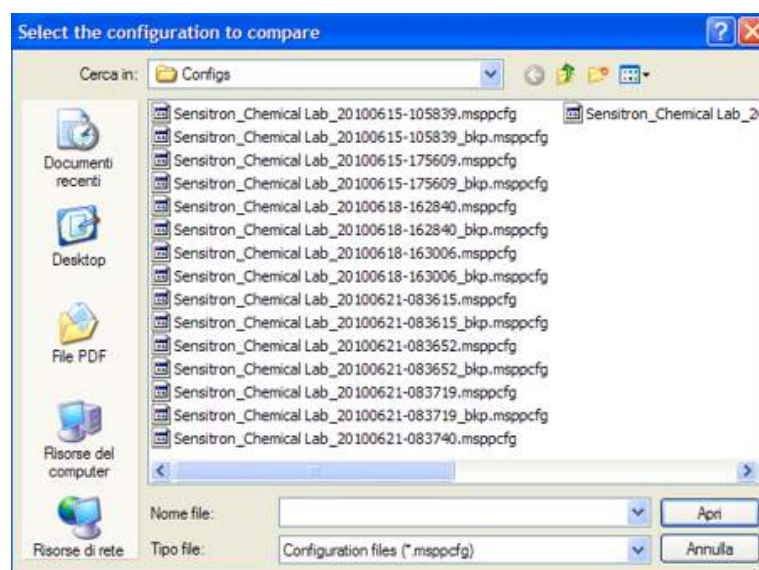 Select the configuration to compare
Cerca in: Configs
Documenti recenti
Desktop
File PDF
Risorse del computer
Risorse di rete
Sensitron_Chemical Lab_20100615-105839.msppcfg
Sensitron_Chemical Lab_20100615-105839_bkp.msppcfg
Sensitron_Chemical Lab_20100615-175609.msppcfg
Sensitron_Chemical Lab_20100615-175609_bkp.msppcfg
Sensitron_Chemical Lab_20100618-162840.msppcfg
Sensitron_Chemical Lab_20100618-162840_bkp.msppcfg
Sensitron_Chemical Lab_20100618-163006.msppcfg
Sensitron_Chemical Lab_20100618-163006_bkp.msppcfg
Sensitron_Chemical Lab_20100621-083615.msppcfg
Sensitron_Chemical Lab_20100621-083615_bkp.msppcfg
Sensitron_Chemical Lab_20100621-083652.msppcfg
Sensitron_Chemical Lab_20100621-083652_bkp.msppcfg
Sensitron_Chemical Lab_20100621-083719.msppcfg
Sensitron_Chemical Lab_20100621-083719_bkp.msppcfg
Sensitron_Chemical Lab_20100621-083740.msppcfg
Sensitron_Chemical Lab_2
Nome file:
Apri
Tipo file: Configuration files (*.msppcfg)
Annulla